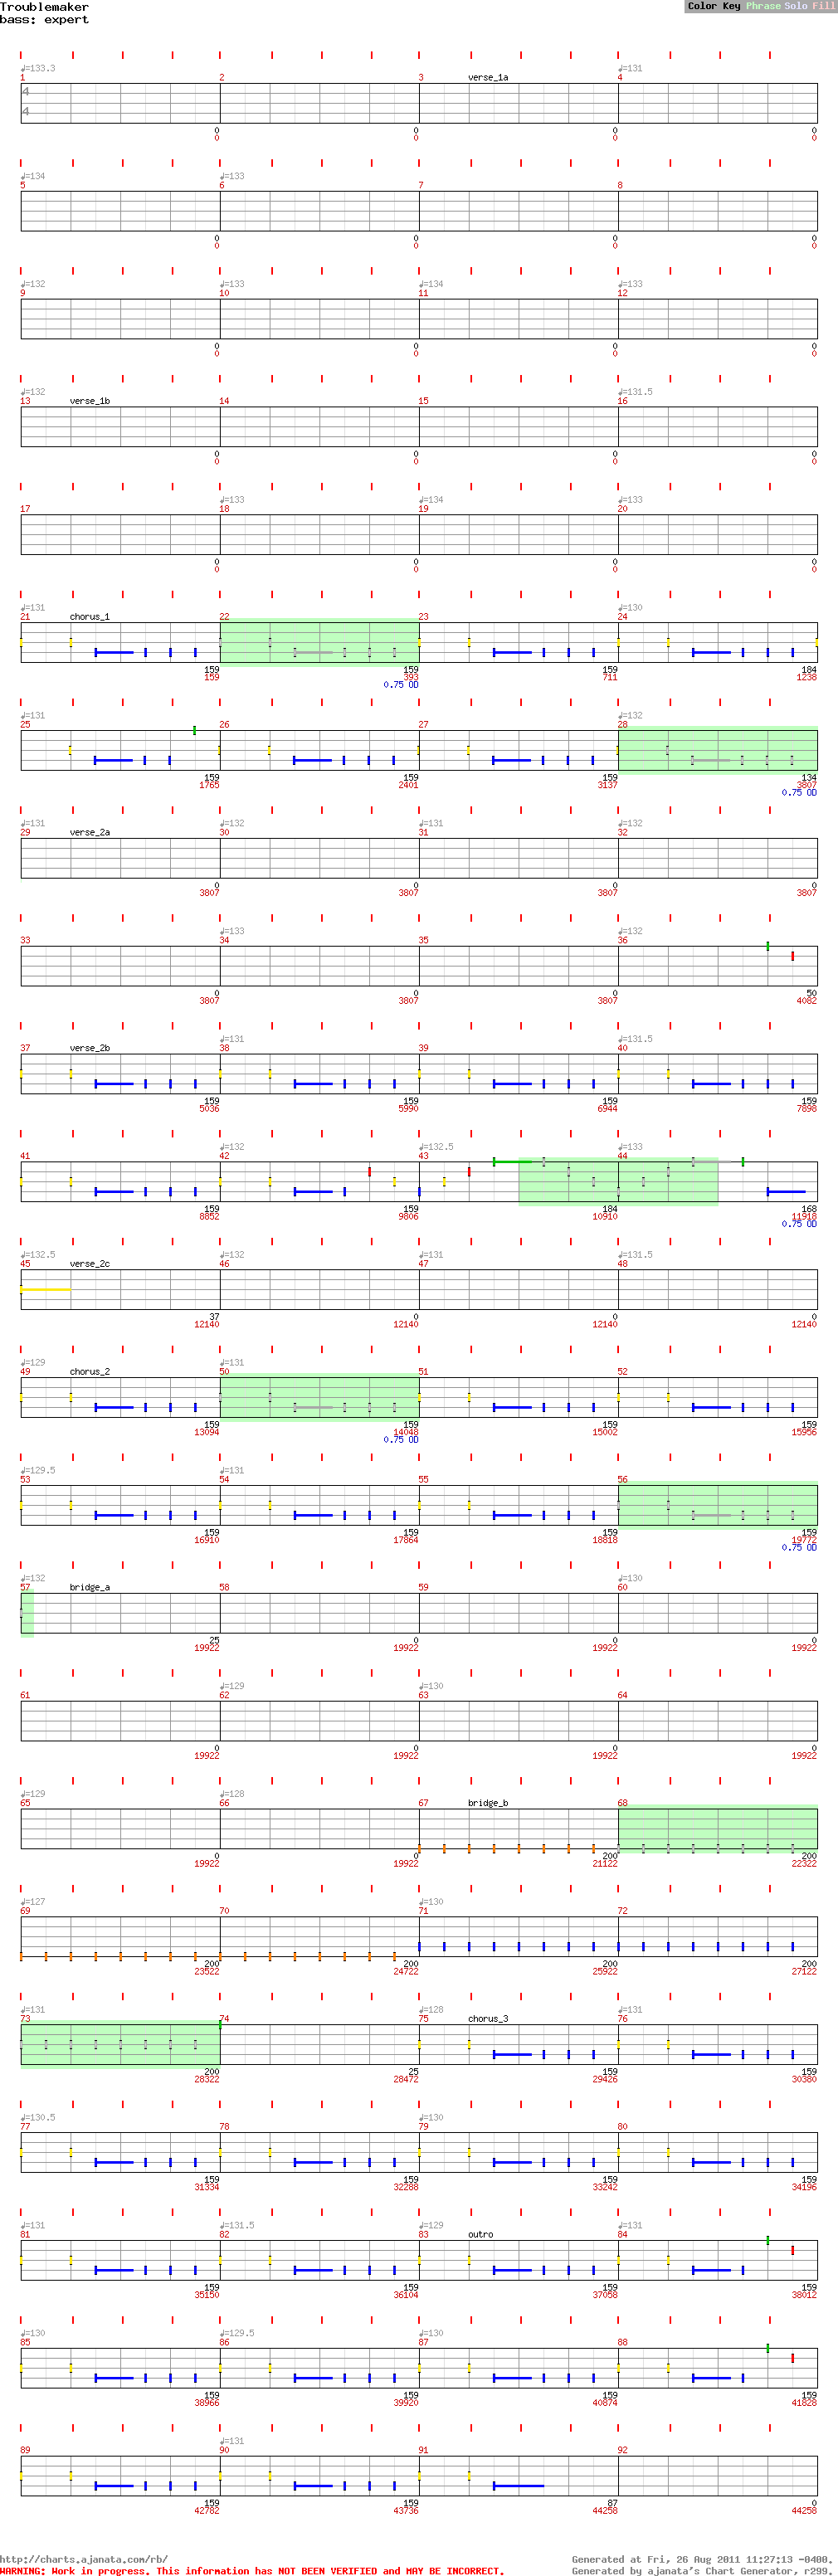 Troublemaker
Color Key Phrase Solo Fill
bass: expert
♩=133.3 ♩=131
1 2 3 verse_1a 4
4
4
0 0 0 0
0 0 0 0
♩=134 ♩=133
5 6 7 8
0 0 0 0
0 0 0 0
♩=132 ♩=133 ♩=134 ♩=133
9 10 11 12
0 0 0 0
0 0 0 0
♩=132 ♩=131.5
13 verse_1b 14 15 16
0 0 0 0
0 0 0 0
♩=133 ♩=134 ♩=133
17 18 19 20
0 0 0 0
0 0 0 0
♩=131 ♩=130
21 chorus_1 22 23 24
159 159 159 184
159 393 711 1238
0.75 OD
♩=131 ♩=132
25 26 27 28
159 159 159 134
1765 2401 3137 3807
0.75 OD
♩=131 ♩=132 ♩=131 ♩=132
29 verse_2a 30 31 32
0 0 0 0
3807 3807 3807 3807
♩=133 ♩=132
33 34 35 36
0 0 0 50
3807 3807 3807 4082
♩=131 ♩=131.5
37 verse_2b 38 39 40
159 159 159 159
5036 5990 6944 7898
♩=132 ♩=132.5 ♩=133
41 42 43 44
159 159 184 168
8852 9806 10910 11918
0.75 OD
♩=132.5 ♩=132 ♩=131 ♩=131.5
45 verse_2c 46 47 48
37 0 0 0
12140 12140 12140 12140
♩=129 ♩=131
49 chorus_2 50 51 52
159 159 159 159
13094 14048 15002 15956
0.75 OD
♩=129.5 ♩=131
53 54 55 56
159 159 159 159
16910 17864 18818 19772
0.75 OD
♩=132 ♩=130
57 bridge_a 58 59 60
25 0 0 0
19922 19922 19922 19922
♩=129 ♩=130
61 62 63 64
0 0 0 0
19922 19922 19922 19922
♩=129 ♩=128
65 66 67 bridge_b 68
0 0 200 200
19922 19922 21122 22322
♩=127 ♩=130
69 70 71 72
200 200 200 200
23522 24722 25922 27122
♩=131 ♩=128 ♩=131
73 74 75 chorus_3 76
200 25 159 159
28322 28472 29426 30380
♩=130.5 ♩=130
77 78 79 80
159 159 159 159
31334 32288 33242 34196
♩=131 ♩=131.5 ♩=129 ♩=131
81 82 83 outro 84
159 159 159 159
35150 36104 37058 38012
♩=130 ♩=129.5 ♩=130
85 86 87 88
159 159 159 159
38966 39920 40874 41828
♩=131
89 90 91 92
159 159 87 0
42782 43736 44258 44258
http://charts.ajanata.com/rb/
Generated at Fri, 26 Aug 2011 11:27:13 -0400.
WARNING: Work in progress. This information has NOT BEEN VERIFIED and MAY BE INCORRECT.
Generated by ajanata's Chart Generator, r299.